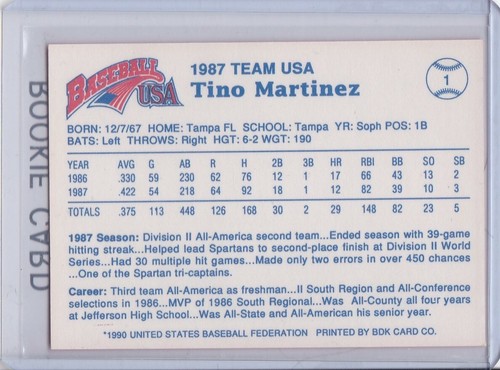 BASEBALL
USA
1987 TEAM USA
Tino Martinez
1
BORN: 12/7/67 HOME: Tampa FL SCHOOL: Tampa YR: Soph POS: 1B
BATS: Left THROWS: Right HGT: 6-2 WGT: 190
YEAR AVG G AB R H 2B 3B HR RBI BB SO SB
1986 .330 59 230 62 76 12 1 17 66 43 13 2
1987 .422 54 218 64 92 18 1 12 82 39 10 3
TOTALS .375 113 448 126 168 30 2 29 148 82 23 5
1987 Season: Division II All-America second team...Ended season with 39-game
hitting streak...Helped lead Spartans to second-place finish at Division II World
Series...Had 30 multiple hit games...Made only two errors in over 450 chances
...One of the Spartan tri-captains.
Career: Third team All-America as freshman...II South Region and All-Conference
selections in 1986...MVP of 1986 South Regional...Was All-County all four years
at Jefferson High School...Was All-State and All-American his senior year.
*1990 UNITED STATES BASEBALL FEDERATION PRINTED BY BDK CARD CO.
ROOKIE CARD